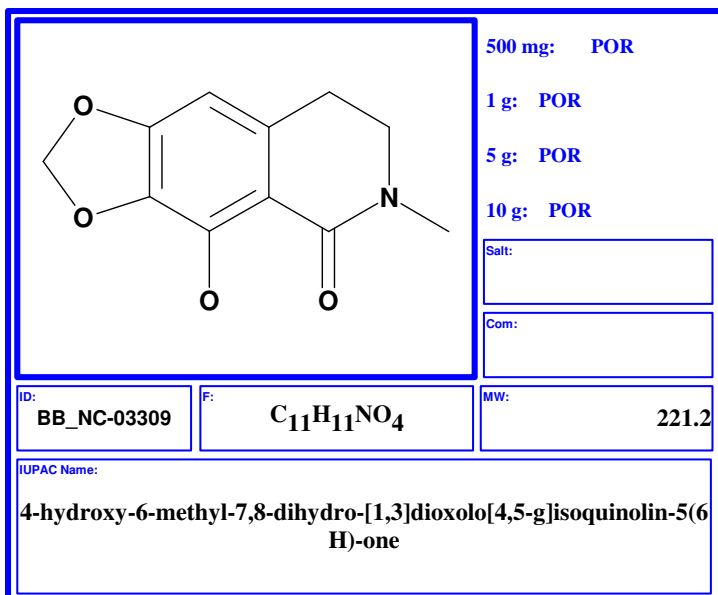 500 mg: POR
1 g: POR
5 g: POR
10 g: POR
O
O
N
O
O
Salt:
Com:
ID:
BB_NC-03309
F:
C11H11NO4
MW:
221.2
IUPAC Name:
4-hydroxy-6-methyl-7,8-dihydro-[1,3]dioxolo[4,5-g]isoquinolin-5(6
H)-one